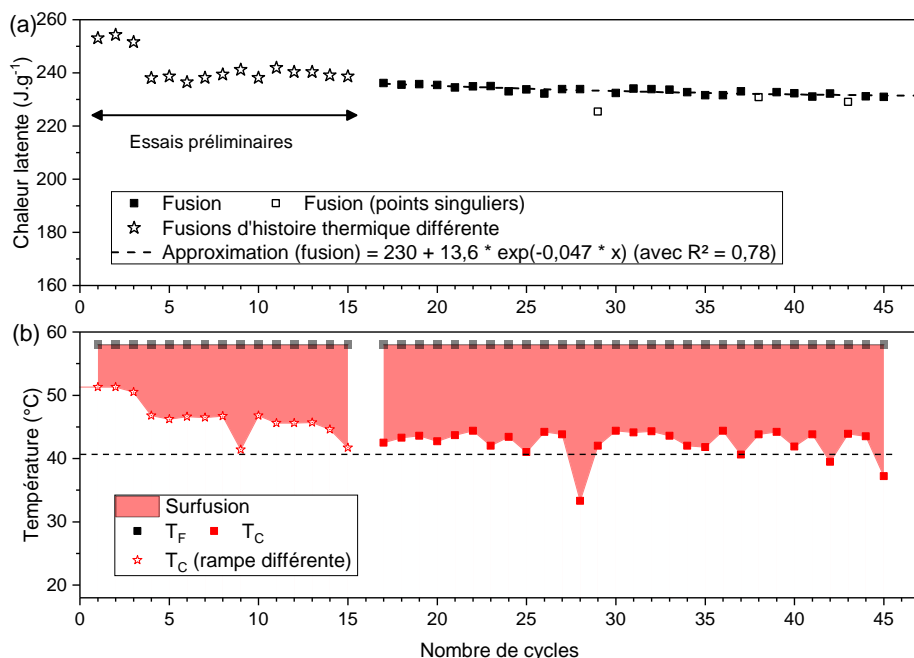 (a)
260
240
220
200
180
160
Chaleur latente (J.g⁻¹)
Essais préliminaires
Fusion
Fusion (points singuliers)
Fusions d'histoire thermique différente
Approximation (fusion) = 230 + 13,6 * exp(-0,047 * x) (avec R² = 0,78)
0 5 10 15 20 25 30 35 40 45
(b)
60
50
40
30
20
Température (°C)
Surfusion
T_F T_C
T_C (rampe différente)
0 5 10 15 20 25 30 35 40 45
Nombre de cycles